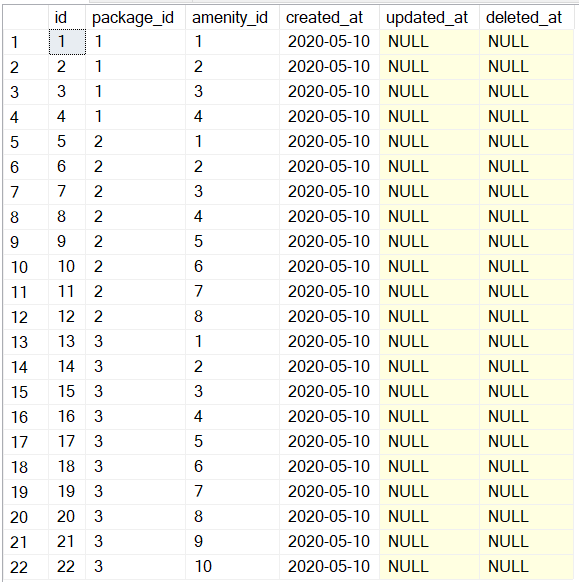 id package_id amenity_id created_at updated_at deleted_at
1 1 1 1 2020-05-10 NULL NULL
2 2 1 2 2020-05-10 NULL NULL
3 3 1 3 2020-05-10 NULL NULL
4 4 1 4 2020-05-10 NULL NULL
5 5 2 1 2020-05-10 NULL NULL
6 6 2 2 2020-05-10 NULL NULL
7 7 2 3 2020-05-10 NULL NULL
8 8 2 4 2020-05-10 NULL NULL
9 9 2 5 2020-05-10 NULL NULL
10 10 2 6 2020-05-10 NULL NULL
11 11 2 7 2020-05-10 NULL NULL
12 12 2 8 2020-05-10 NULL NULL
13 13 3 1 2020-05-10 NULL NULL
14 14 3 2 2020-05-10 NULL NULL
15 15 3 3 2020-05-10 NULL NULL
16 16 3 4 2020-05-10 NULL NULL
17 17 3 5 2020-05-10 NULL NULL
18 18 3 6 2020-05-10 NULL NULL
19 19 3 7 2020-05-10 NULL NULL
20 20 3 8 2020-05-10 NULL NULL
21 21 3 9 2020-05-10 NULL NULL
22 22 3 10 2020-05-10 NULL NULL